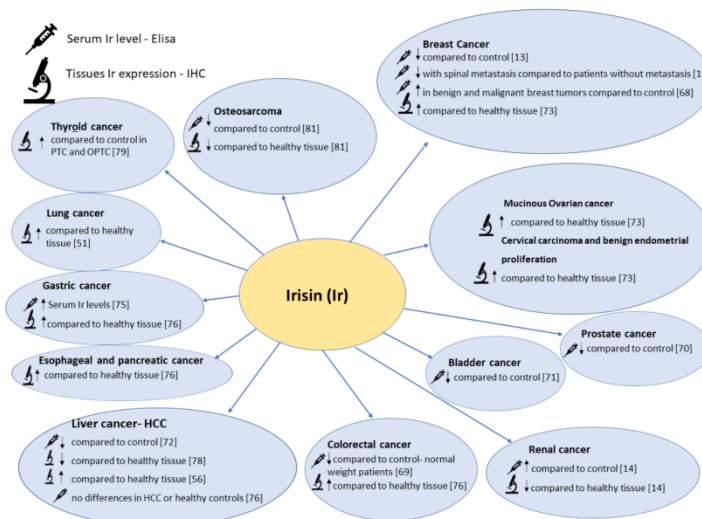 Serum Ir level - Elisa
Tissues Ir expression - IHC
Breast Cancer
↓ compared to control [13]
↓ with spinal metastasis compared to patients without metastasis
↑ in benign and malignant breast tumors compared to control [68]
↑ compared to healthy tissue [73]
Osteosarcoma
↓ compared to control [81]
↓ compared to healthy tissue [81]
Thyroid cancer
↑ compared to control in
PTC and OPTC [79]
Lung cancer
↑ compared to healthy
tissue [51]
Mucinous Ovarian cancer
↑ compared to healthy tissue [73]
Cervical carcinoma and benign endometrial
proliferation
↑ compared to healthy tissue [73]
Gastric cancer
↑ Serum Ir levels [75]
↑ compared to healthy tissue [76]
Irisin (Ir)
Prostate cancer
↓ compared to control [70]
Esophageal and pancreatic cancer
↑ compared to healthy tissue [76]
Bladder cancer
↓ compared to control [71]
Liver cancer- HCC
↓ compared to control [72]
↓ compared to healthy tissue [78]
↑ compared to healthy tissue [56]
no differences in HCC or healthy controls [76]
Colorectal cancer
↓ compared to control- normal
weight patients [69]
↑ compared to healthy tissue [76]
Renal cancer
↑ compared to control [14]
↓ compared to healthy tissue [14]